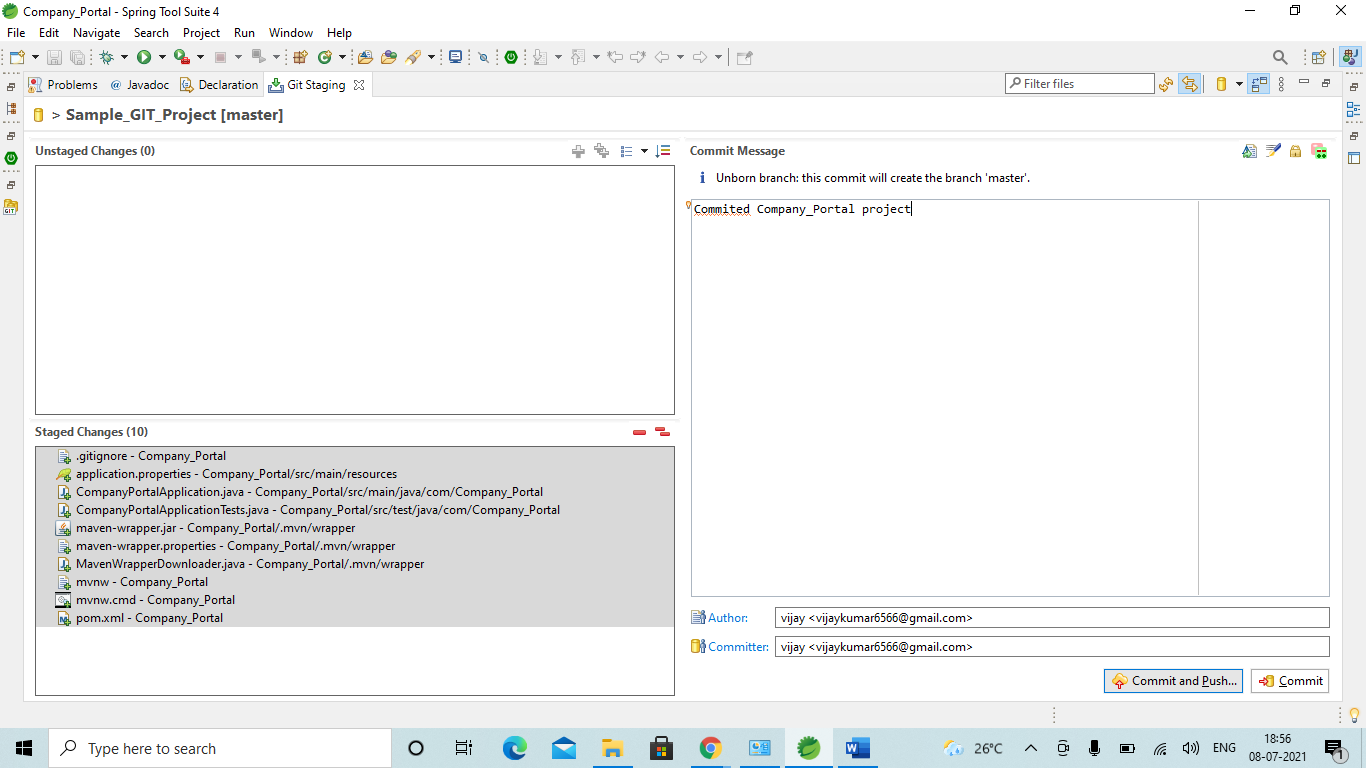 Company_Portal - Spring Tool Suite 4
File Edit Navigate Search Project Run Window Help
Problems @ Javadoc Declaration Git Staging
Filter files
> Sample_GIT_Project [master]
Unstaged Changes (0)
Commit Message
Unborn branch: this commit will create the branch 'master'.
Commited Company_Portal project
Staged Changes (10)
.gitignore - Company_Portal
application.properties - Company_Portal/src/main/resources
CompanyPortalApplication.java - Company_Portal/src/main/java/com/Company_Portal
CompanyPortalApplicationTests.java - Company_Portal/src/test/java/com/Company_Portal
maven-wrapper.jar - Company_Portal/.mvn/wrapper
maven-wrapper.properties - Company_Portal/.mvn/wrapper
MavenWrapperDownloader.java - Company_Portal/.mvn/wrapper
mvnw - Company_Portal
mvnw.cmd - Company_Portal
pom.xml - Company_Portal
Author: vijay <vijaykumar6566@gmail.com>
Committer: vijay <vijaykumar6566@gmail.com>
Commit and Push... Commit
Type here to search
26°C
ENG
18:56
08-07-2021
1